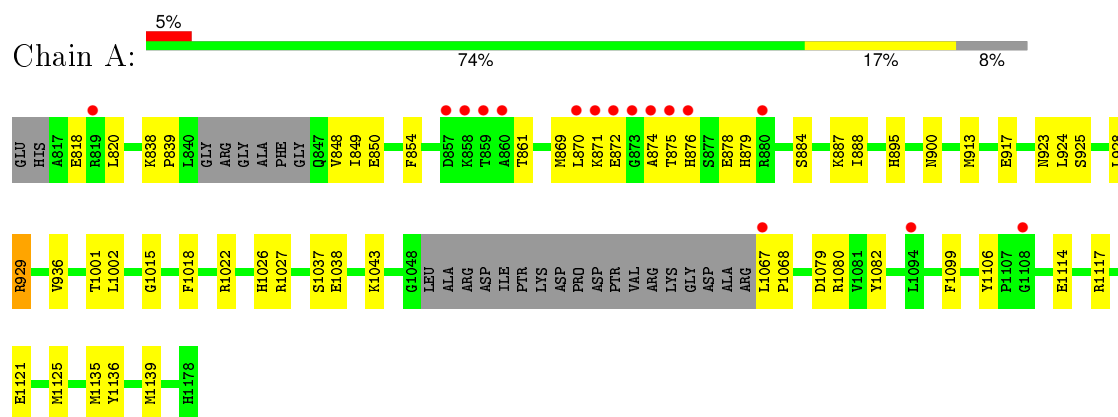 5%
Chain A:
74% 17% 8%
GLU HIS A817 E818 R819 L820 K838 P839 L840 GLY ARG GLY ALA PHE GLY Q847 V848 I849 E850 F854 D857 K858 T859 A860 T861 M869 L870 K871 E872 G873 A874 T875 H876 S877 E878 H879 R880 S884 K887 I888 H895 N900 M913 E917 N923 L924 S925 L928
R929 V936 T1001 L1002 G1015 F1018 R1022 H1026 R1027 S1037 E1038 K1043 G1048 LEU ALA ARG ASP ILE PTR LYS ASP PRO ASP PTR VAL ARG LYS GLY ASP ALA ARG L1067 P1068 D1079 R1080 V1081 Y1082 L1094 F1099 Y1106 P1107 G1108 E1114 R1117
E1121 M1125 M1135 Y1136 M1139 H1178